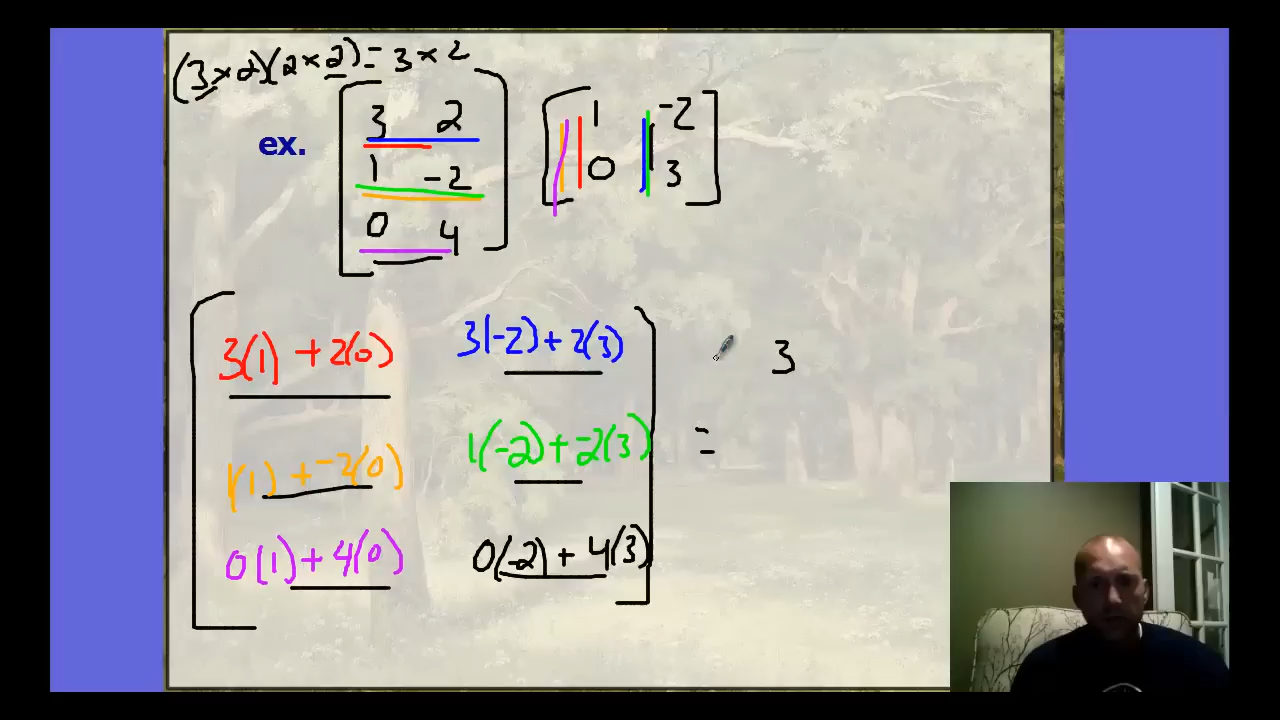 (3×2)(2×2)= 3×2
ex.
3 2 1 -2
1 -2 0 3
0 4
3(1) +2(0) 3(-2)+2(3) 3
1(1) + -2(0) 1(-2)+ -2(3) =
0(1)+4(0) 0(-2) + 4(3)